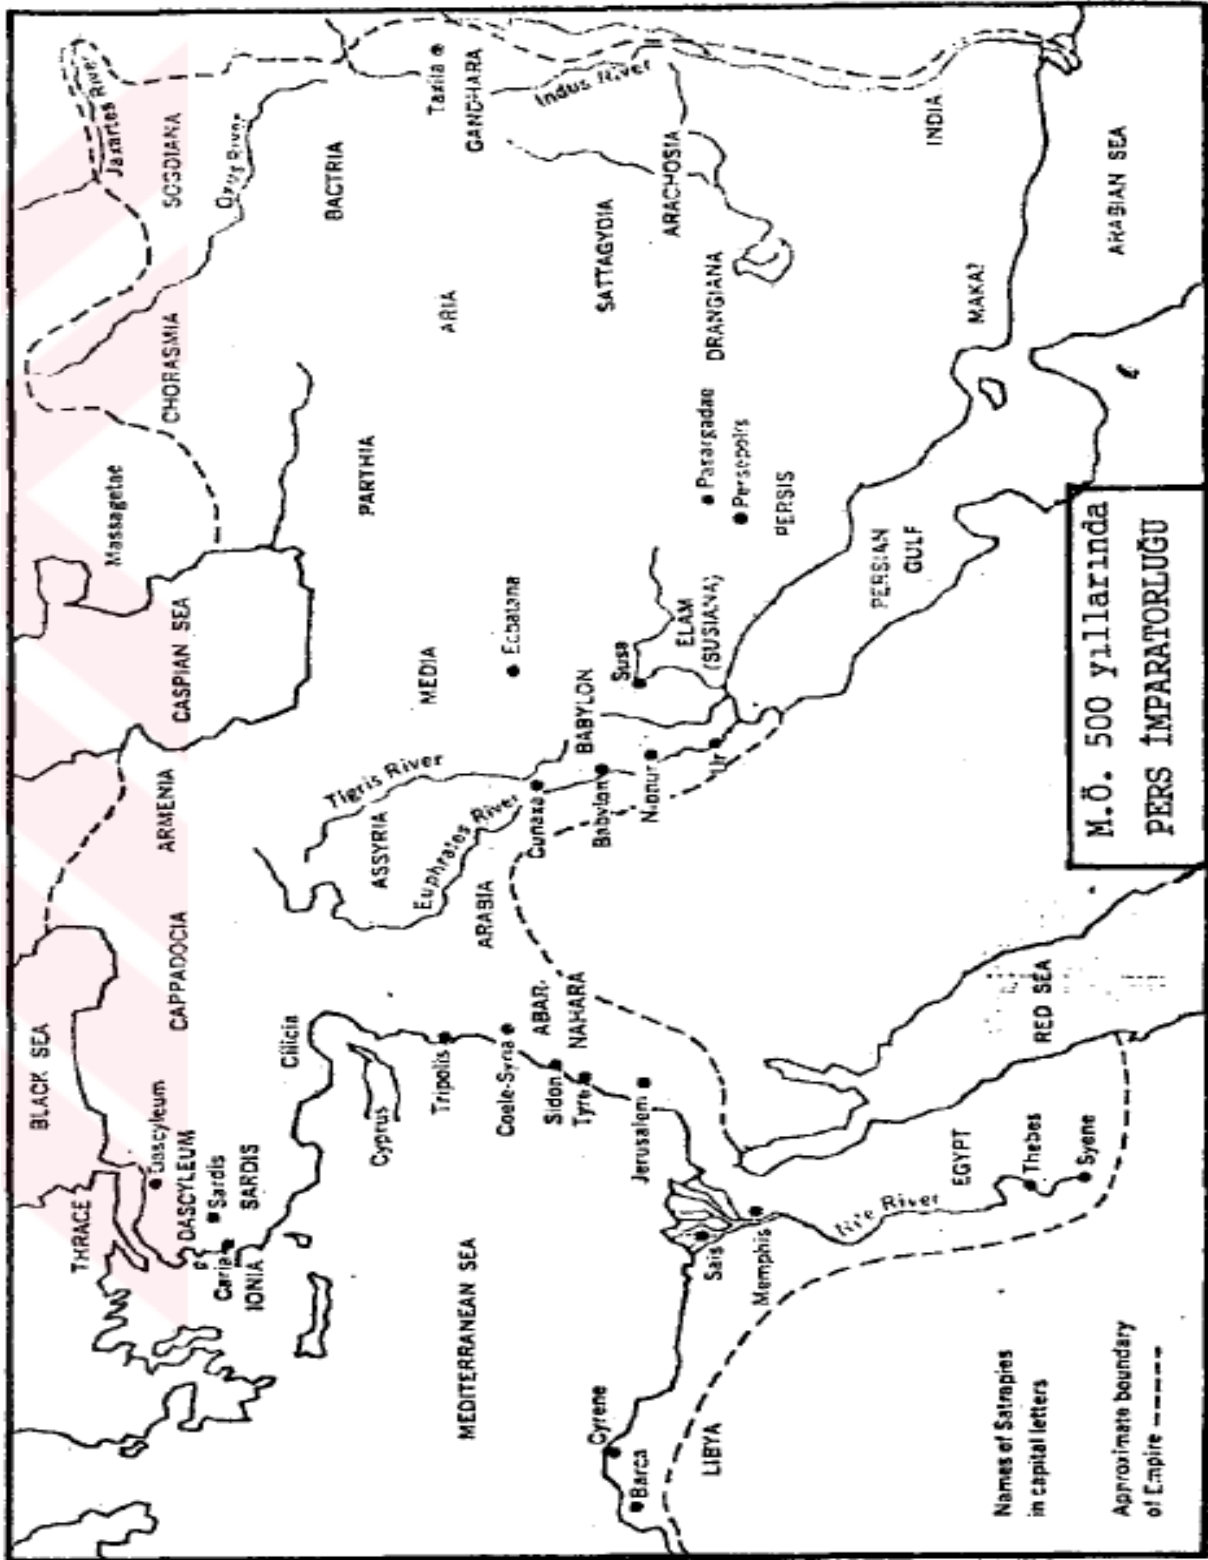 BLACK SEA
THRACE
Dascyleum
DASCYLEUM
Sardis
SARDIS
Caria
IONIA
CAPPADOCIA
ARMENIA
CASPIAN SEA
Massagetae
CHORASMIA
SOGDIANA
Jaxartes River
Oxus River
BACTRIA
Taxila
GANDHARA
Indus River
Cilicia
Cyprus
Tripolis
Coele-Syria
ABAR-
NAHARA
Sidon
Tyre
Jerusalem
ASSYRIA
Tigris River
Euphrates River
ARABIA
MEDIA
Ecbatana
PARTHIA
ARIA
SATTAGYDIA
ARACHOSIA
DRANGIANA
INDIA
Cunaxa
BABYLON
Babylon
Ur
Susa
ELAM
(SUSIANA)
Persepolis
PERSIS
PERSIAN
GULF
MAKA?
ARABIAN SEA
MEDITERRANEAN SEA
Cyrene
Barca
LIBYA
Sais
Memphis
EGYPT
Thebes
Syene
RED SEA
Names of Satrapies
in capital letters
Approximate boundary
of Empire -----
M.Ö. 500 yıllarında
PERS İMPARATORLUĞU